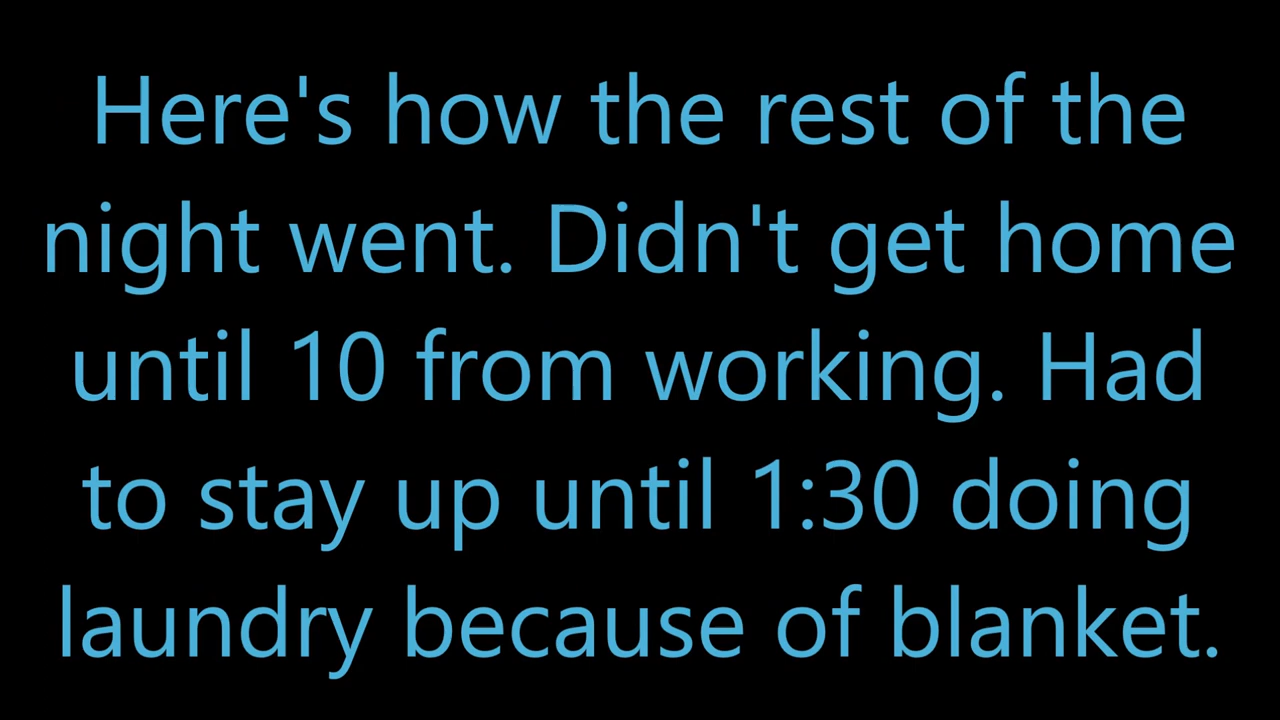 Here's how the rest of the
night went. Didn't get home
until 10 from working. Had
to stay up until 1:30 doing
laundry because of blanket.